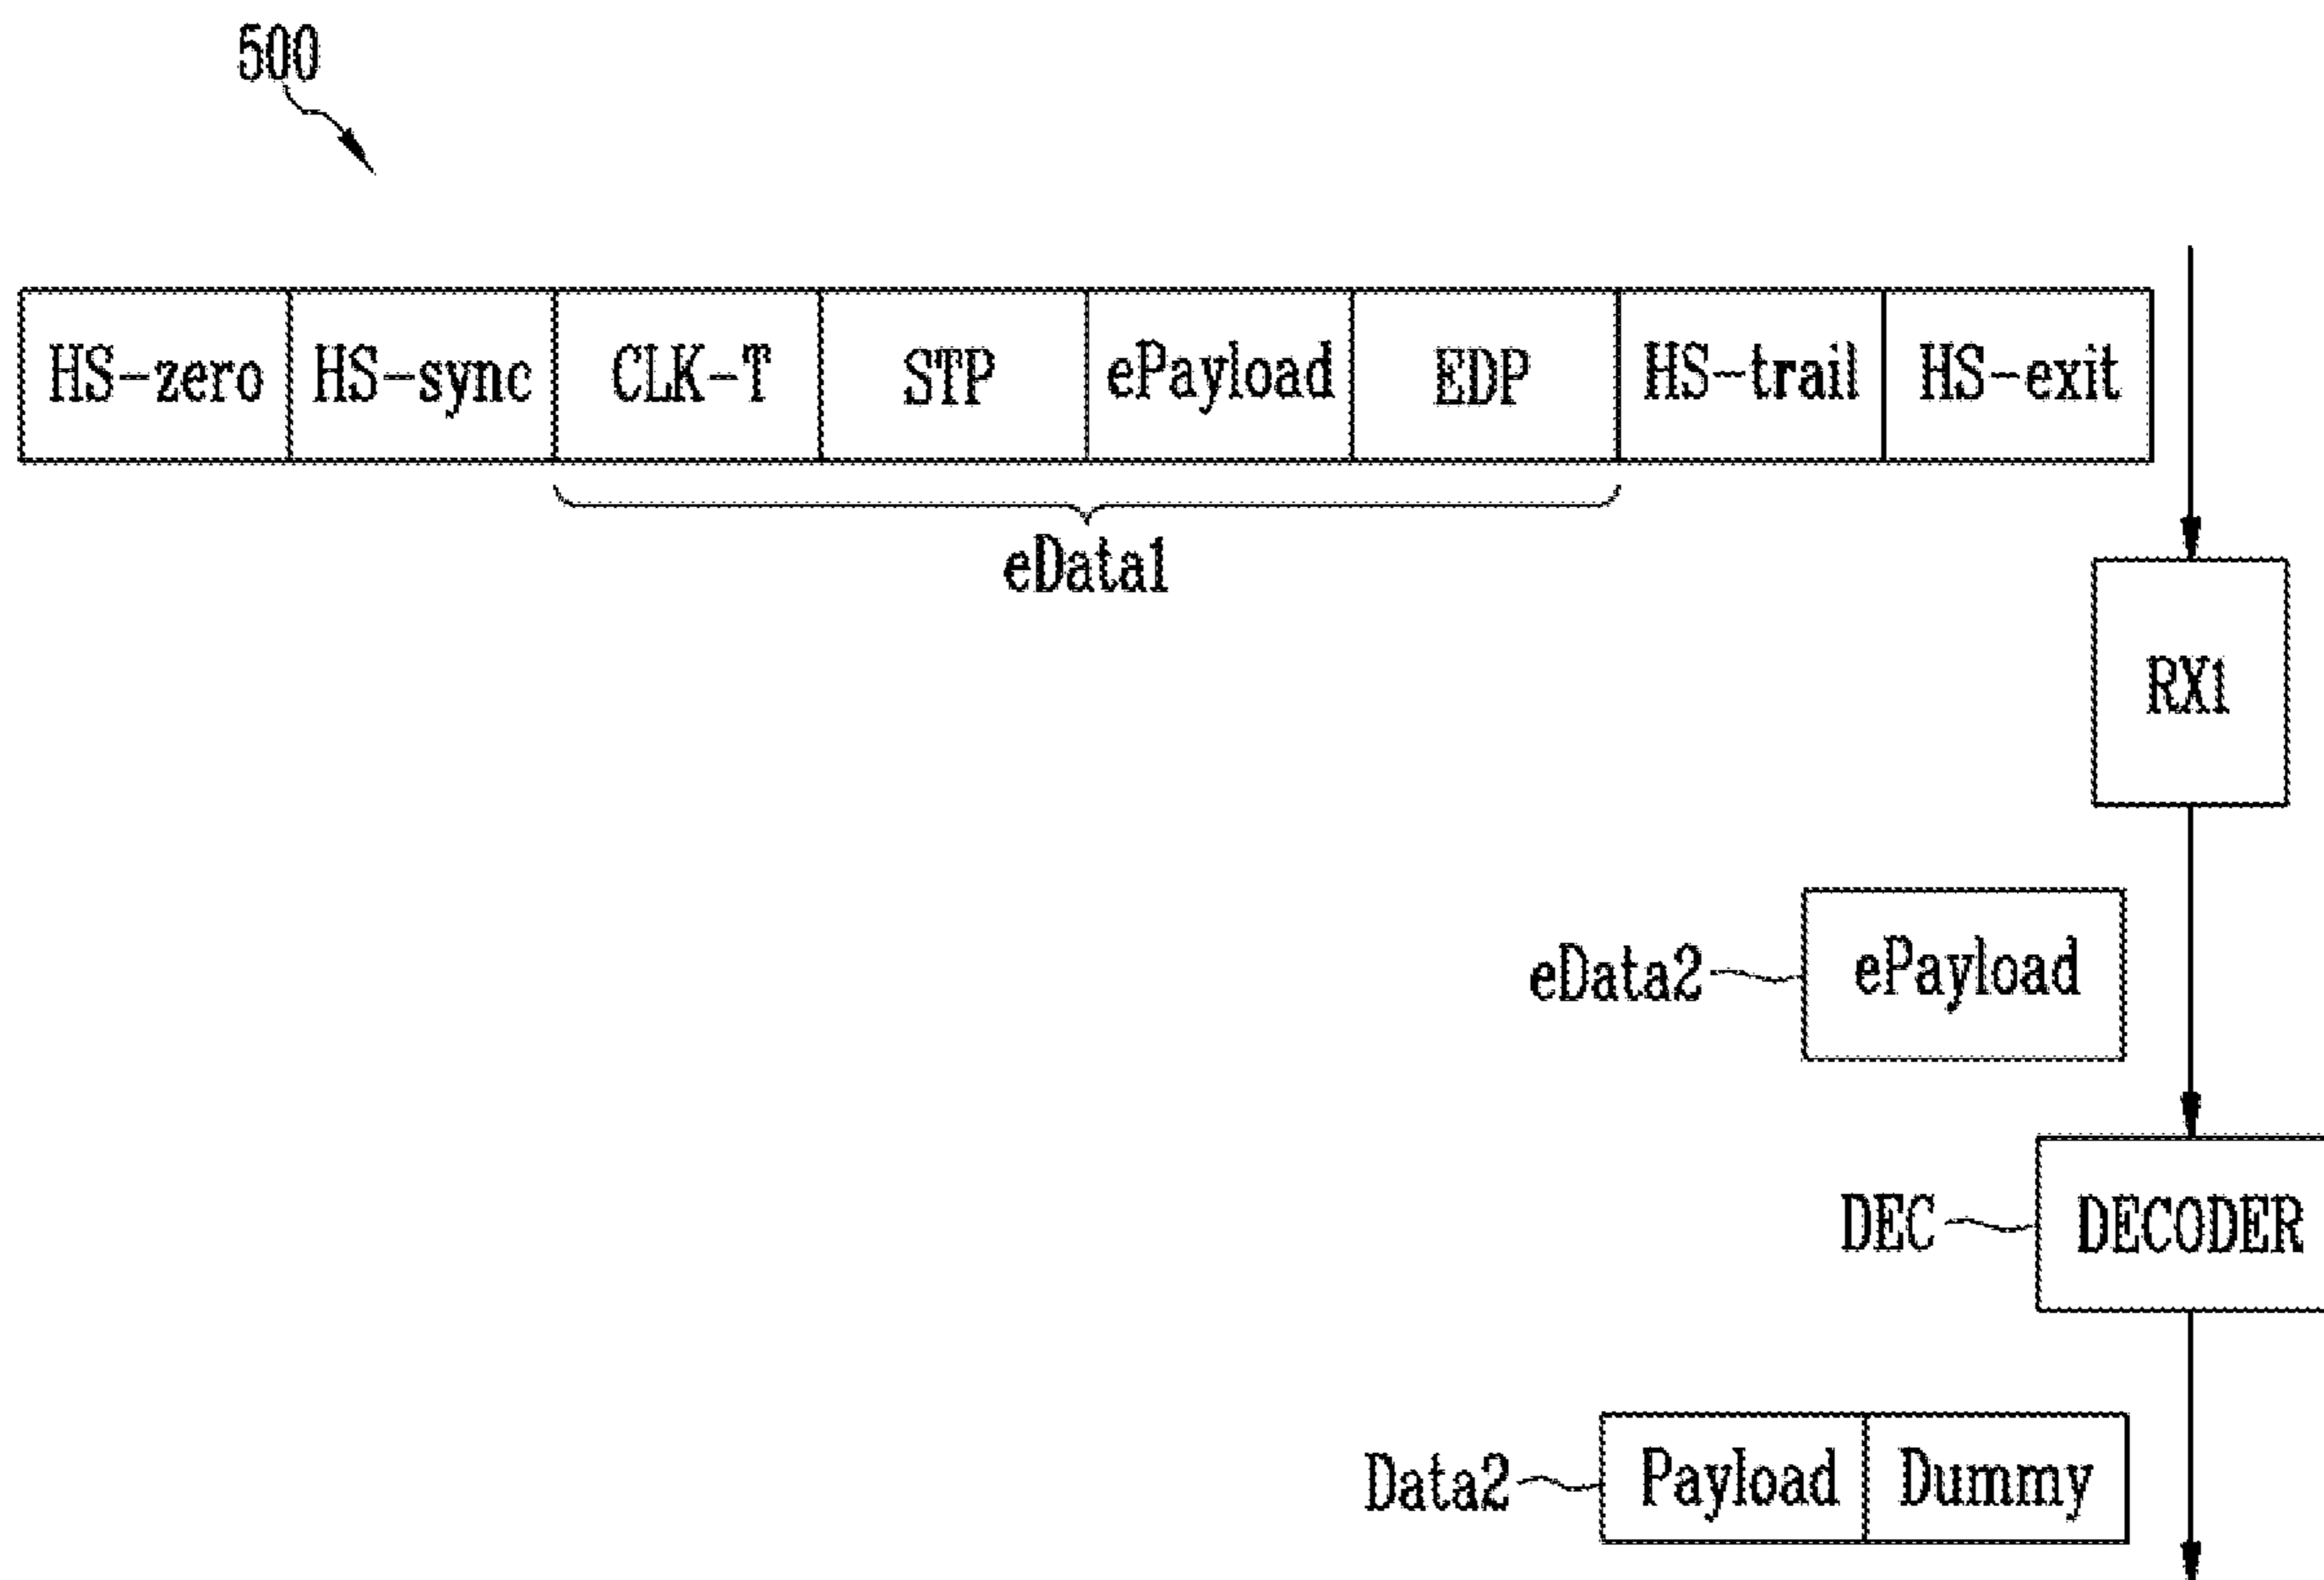 500
HS-zero HS-sync CLK-T STP ePayload EDP HS-trail HS-exit
eData1
RX1
eData2 ePayload
DEC DECODER
Data2 Payload Dummy